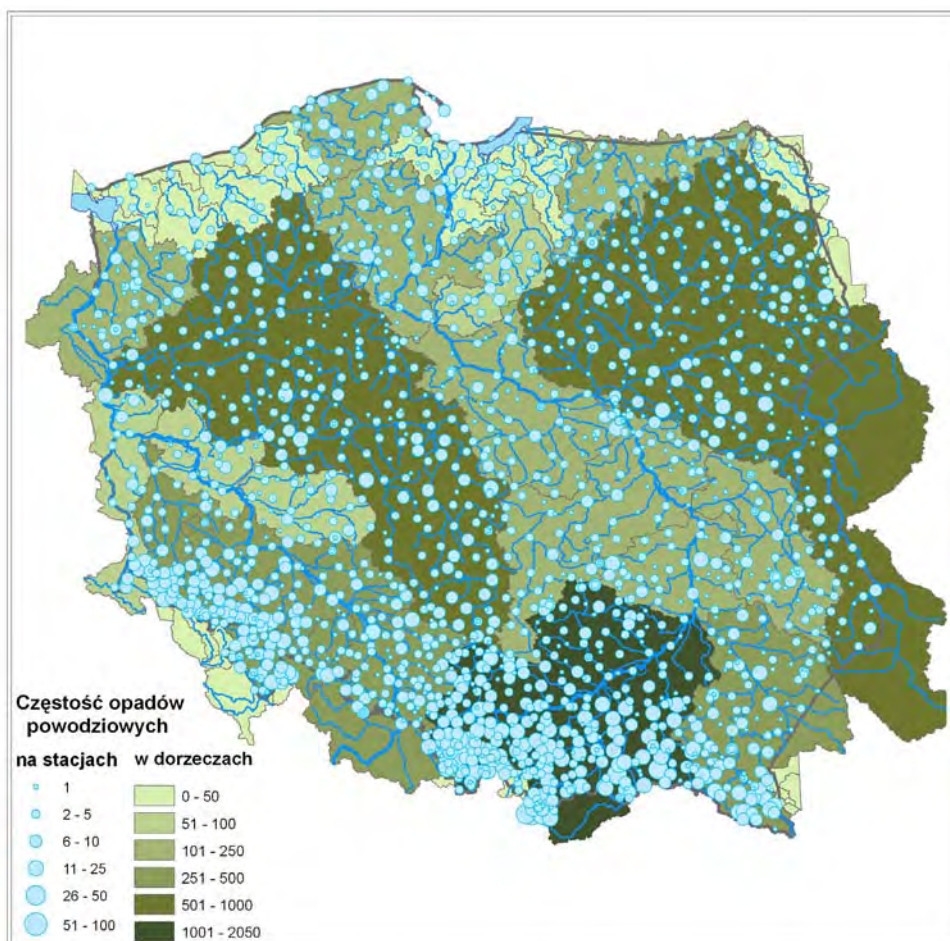 Częstość opadów
powodziowych
na stacjach w dorzeczach
1 0 - 50
2 - 5 51 - 100
6 - 10 101 - 250
11 - 25 251 - 500
26 - 50 501 - 1000
51 - 100 1001 - 2050